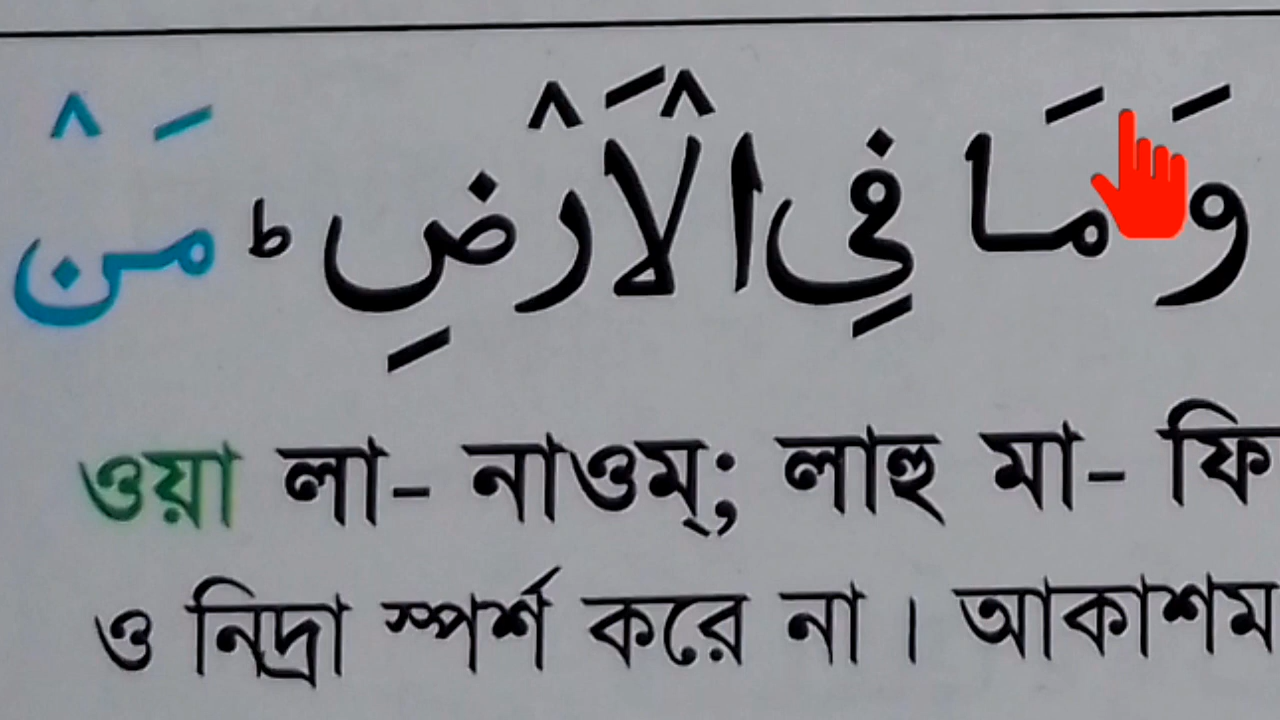 وَمَا فِي الْاَرْضِ ؕ مَنْ
ওয়া লা- নাওম্; লাহু মা- ফি
ও নিদ্রা স্পর্শ করে না। আকাশম